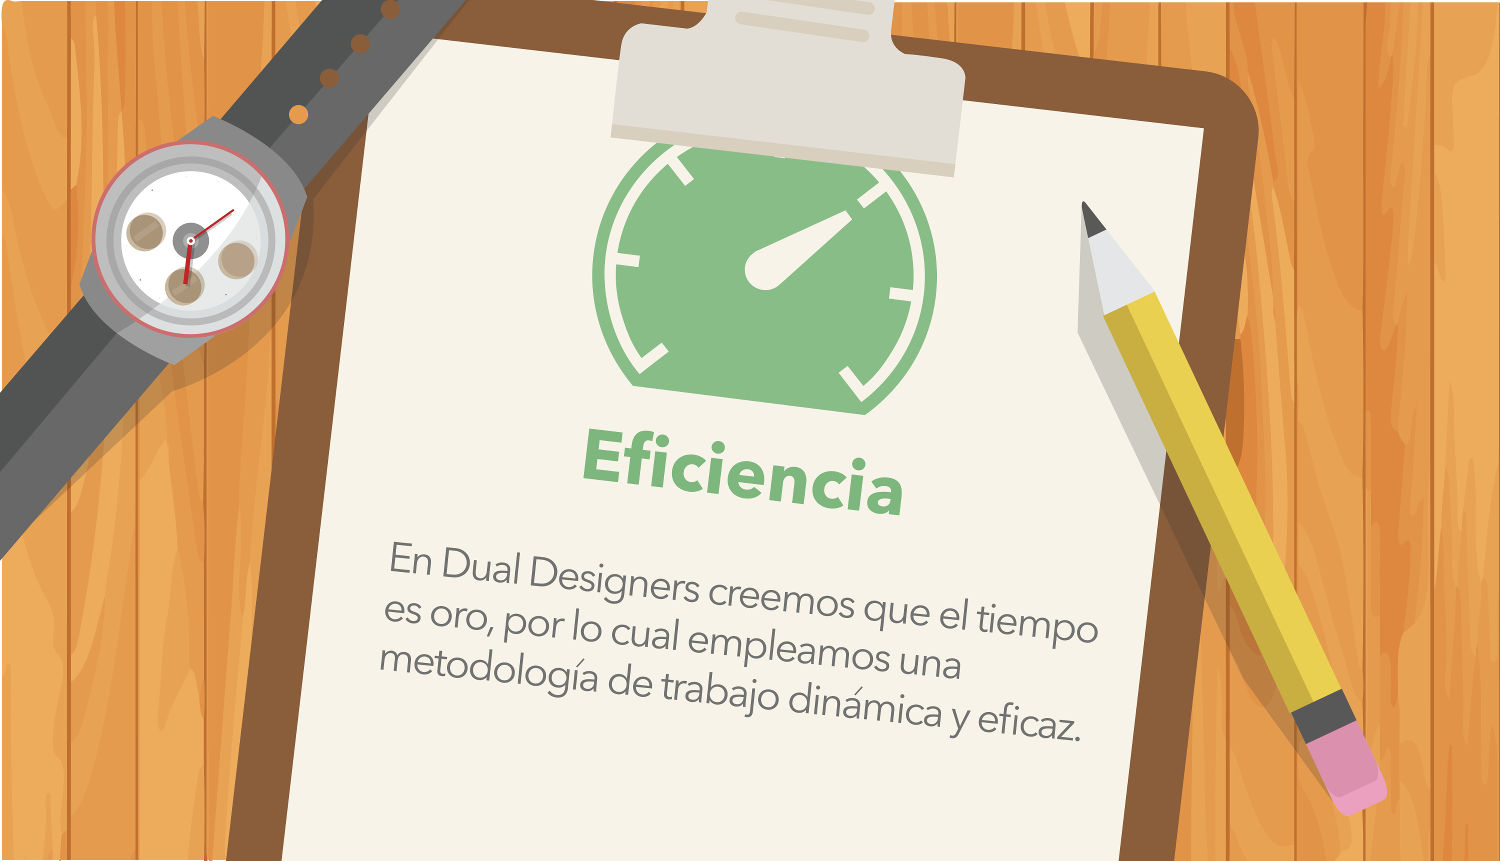 Eficiencia
En Dual Designers creemos que el tiempo
es oro, por lo cual empleamos una
metodología de trabajo dinámica y eficaz.